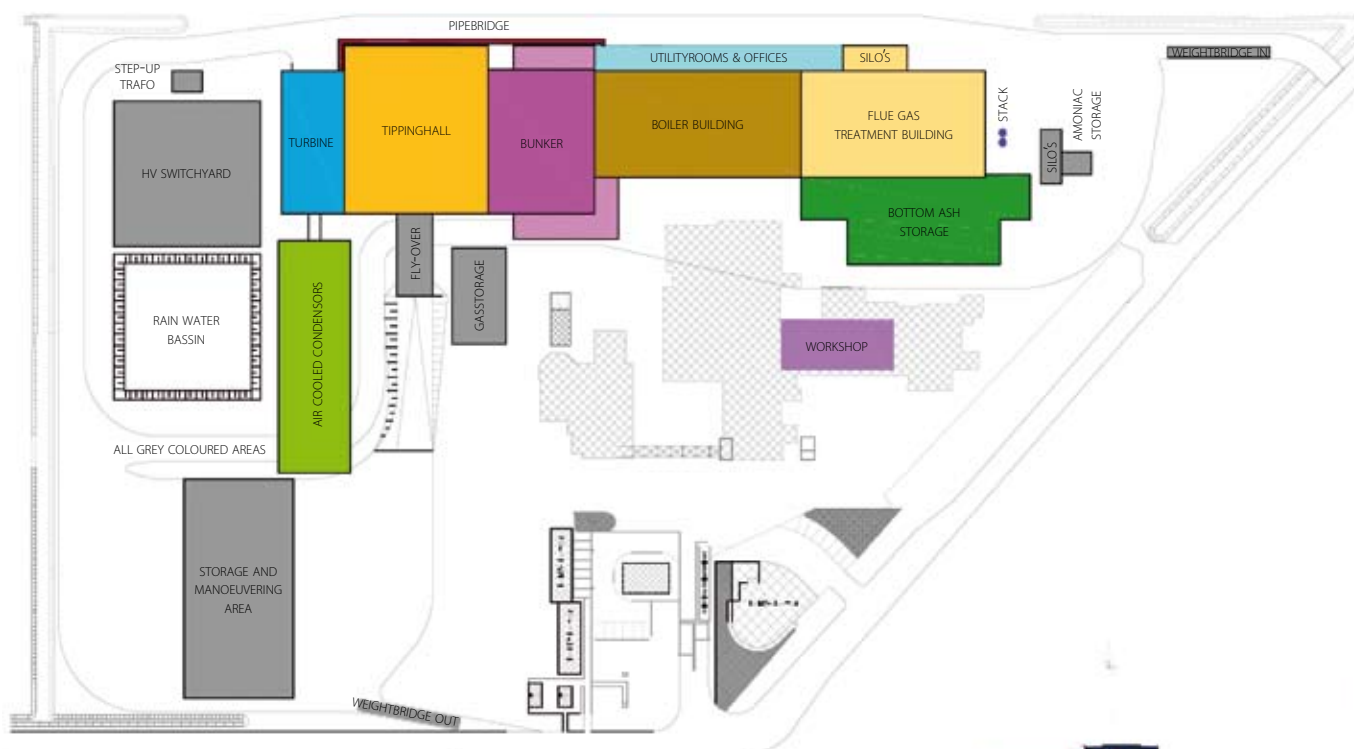 PIPEBRIDGE
WEIGHTBRIDGE IN
STEP-UP
TRAFO
UTILITYROOMS & OFFICES
SILO'S
STACK
AMONIAC
STORAGE
TURBINE
TIPPINGHALL
BUNKER
BOILER BUILDING
FLUE GAS
TREATMENT BUILDING
SILO'S
HV SWITCHYARD
BOTTOM ASH
STORAGE
FLY-OVER
GASSTORAGE
RAIN WATER
BASSIN
AIR COOLED CONDENSORS
WORKSHOP
ALL GREY COLOURED AREAS
STORAGE AND
MANOEUVERING
AREA
WEIGHTBRIDGE OUT